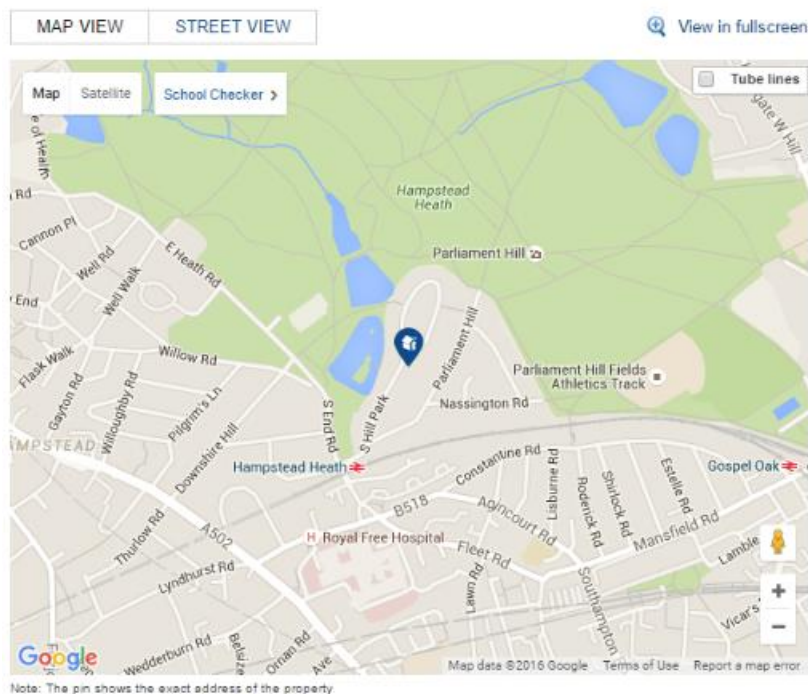 MAP VIEW
STREET VIEW
View in fullscreen
Map
Satellite
School Checker >
Tube lines
gate W Hill
e of Health
Rd
Hampstead
Heath
Cannon Pl
Well Rd
Well Walk
E Heath Rd
Parliament Hill
End
Flask Walk
Willow Rd
Parliament Hill
Gayton Rd
Willoughby Rd
Pilgrim's Ln
Parliament Hill Fields
Athletics Track
S End Rd
S Hill Park
Nassington Rd
AMPSTEAD
Downshire Hill
Hampstead Heath
Constantine Rd
Lisburne Rd
Roderick Rd
Shirlock Rd
Estelle Rd
Gospel Oak
B518
Agincourt Rd
Mansfield Rd
Thurlow Rd
A502
H Royal Free Hospital
Fleet Rd
Lamble
Lyndhurst Rd
Lawn Rd
Southampton
Vicar's
Wedderburn Rd
Belsize
Ornan Rd
Ave
Google
Map data ©2016 Google
Terms of Use
Report a map error
Note: The pin shows the exact address of the property